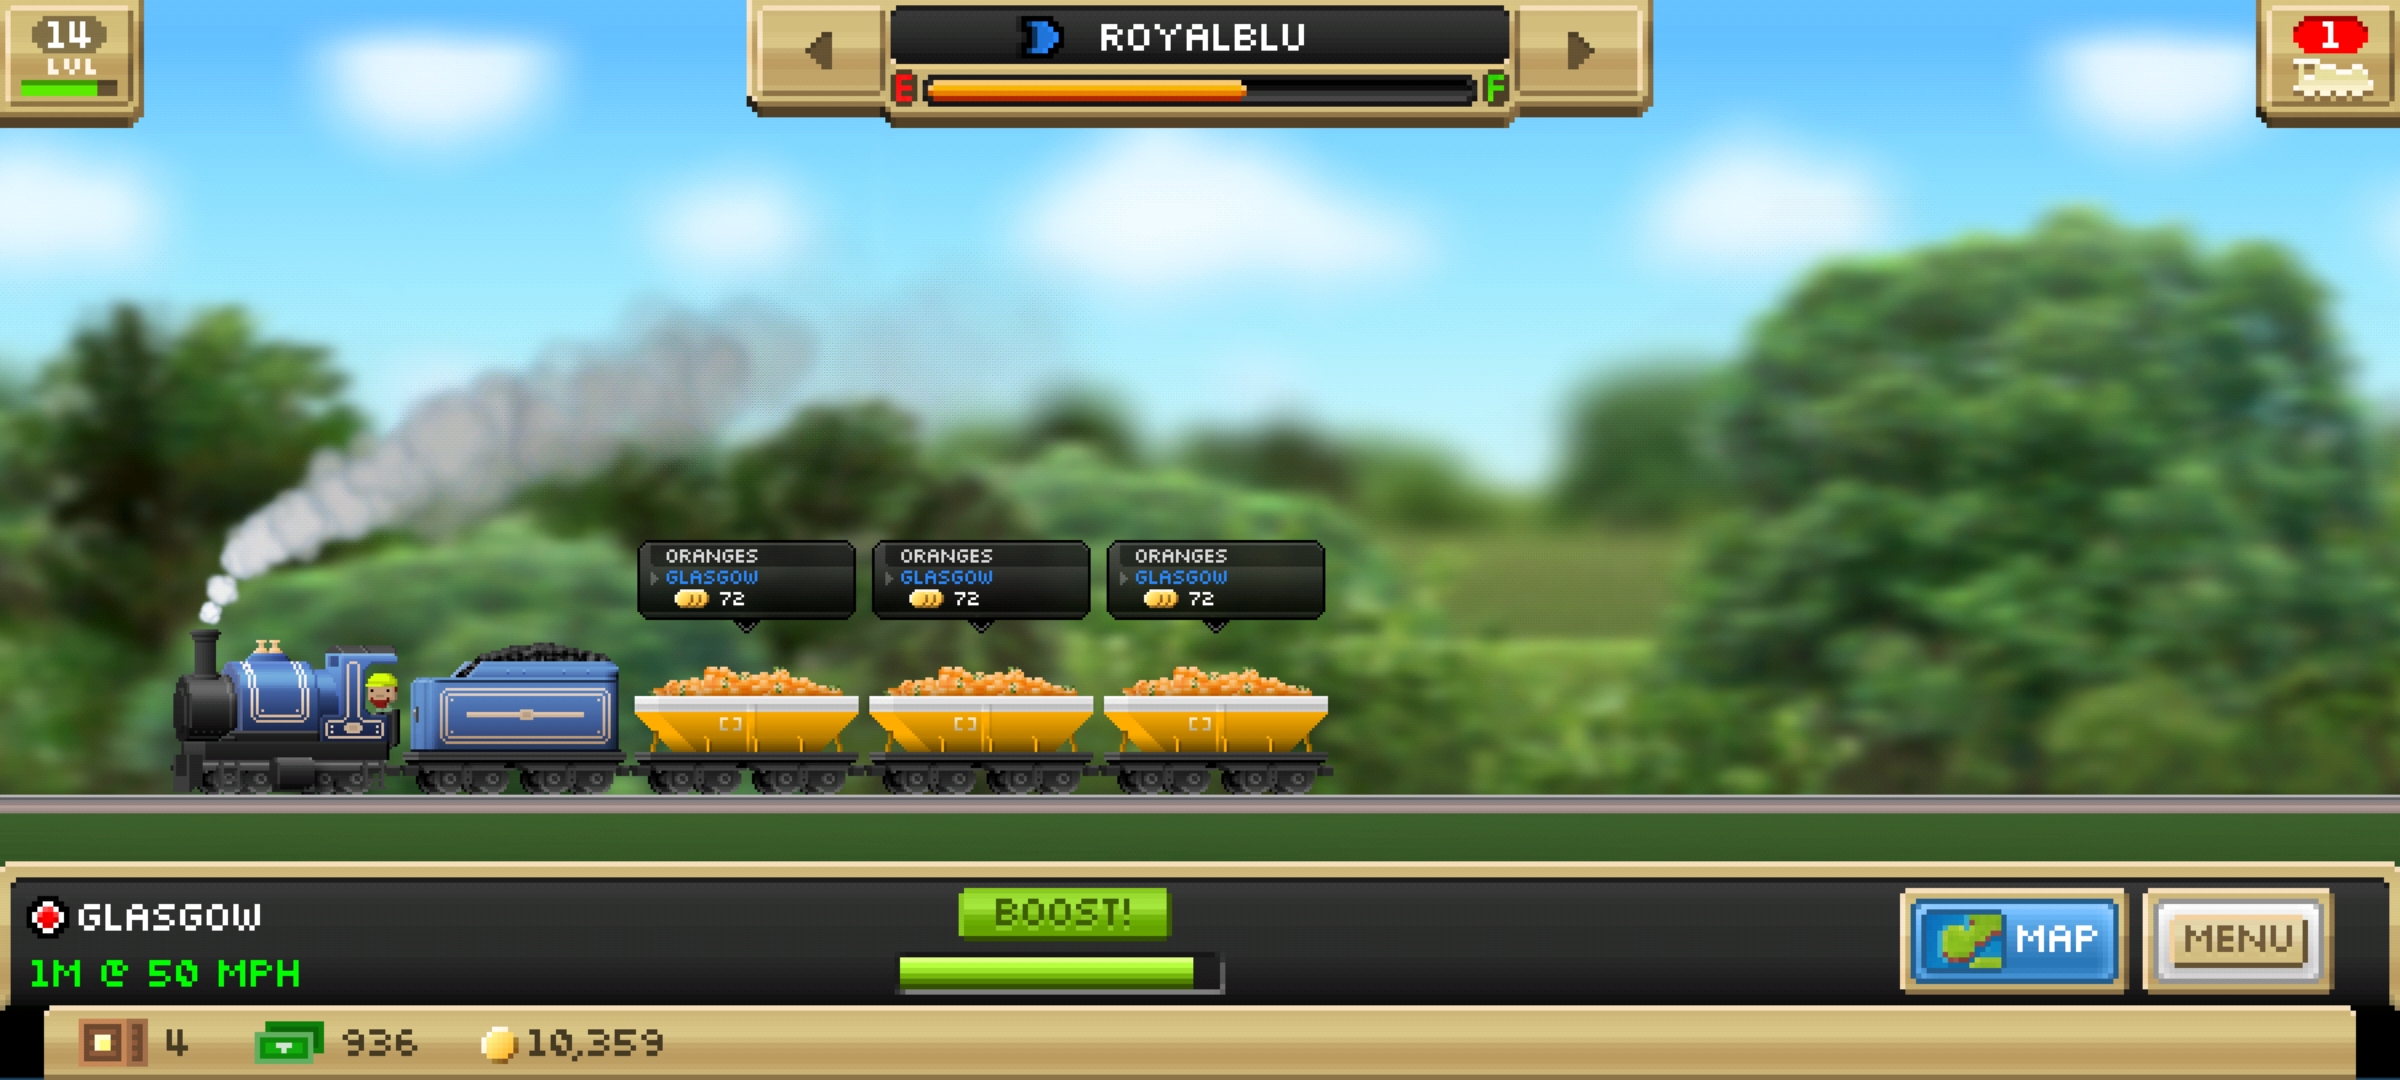 14
LVL
ROYALBLU
E F
1
ORANGES
GLASGOW
72
ORANGES
GLASGOW
72
ORANGES
GLASGOW
72
GLASGOW
1M @ 50 MPH
BOOST!
MAP
MENU
4
936
10,359